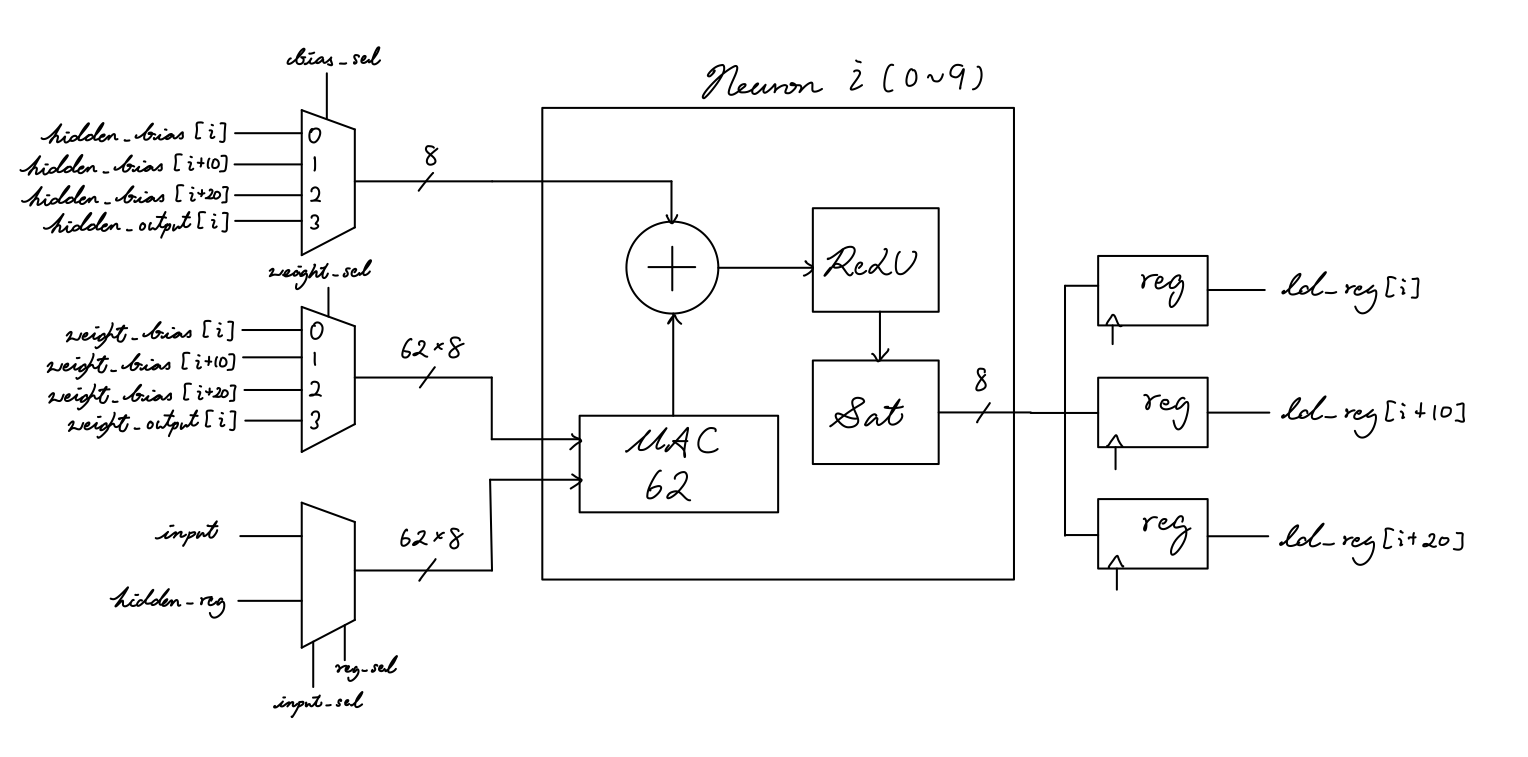 bias_sel
Neuron i (0~9)
hidden_bias [i]
0
hidden_bias [i+10]
1
hidden_bias [i+20]
2
hidden_output [i]
3
8
weight_sel
weight_bias [i]
0
weight_bias [i+10]
1
weight_bias [i+20]
2
weight_output [i]
3
62×8
input
hidden_reg
62×8
reg_sel
input_sel
+
ReLU
MAC
62
Sat
8
reg
ld_reg[i]
reg
ld_reg[i+10]
reg
ld_reg[i+20]